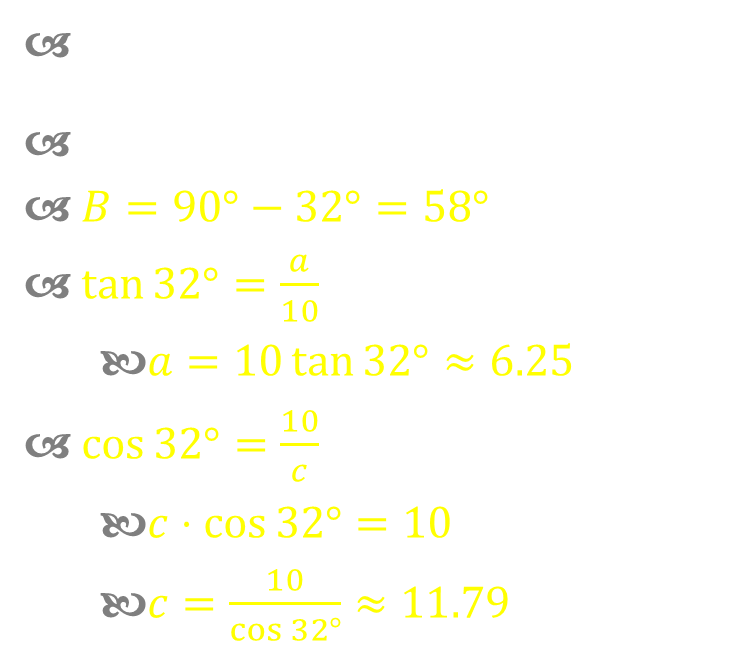 B = 90° − 32° = 58°
tan 32° = a/10
a = 10 tan 32° ≈ 6.25
cos 32° = 10/c
c · cos 32° = 10
c = 10/cos 32° ≈ 11.79